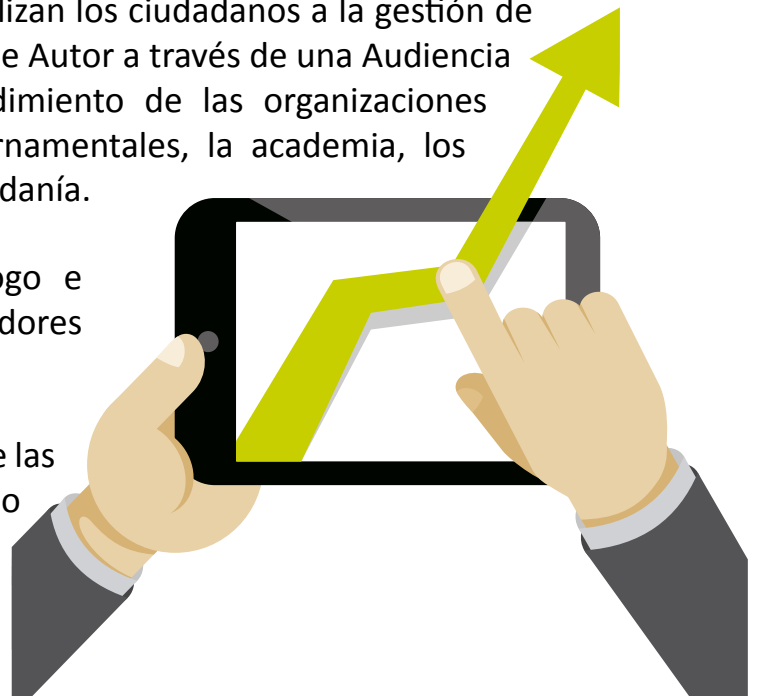 lizan los ciudadanos a la gestión de
e Autor a través de una Audiencia
dimiento de las organizaciones
rnamentales, la academia, los
danía.
ogo e
dores
e las
o